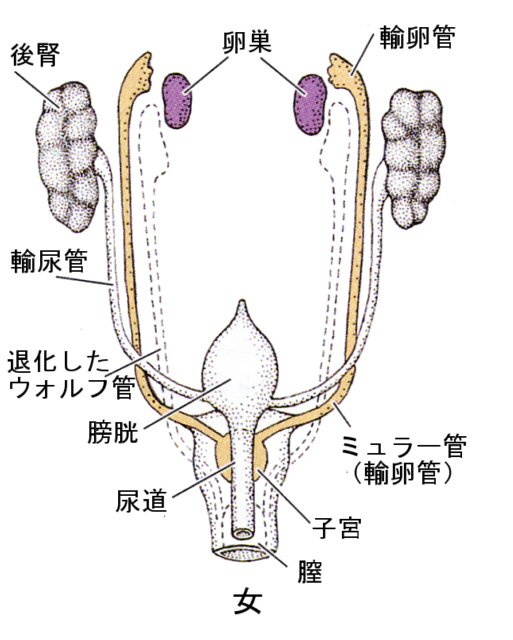 卵巣
輸卵管
後腎
輸尿管
退化した
ウォルフ管
膀胱
ミュラー管
（輸卵管）
尿道
子宮
膣
女